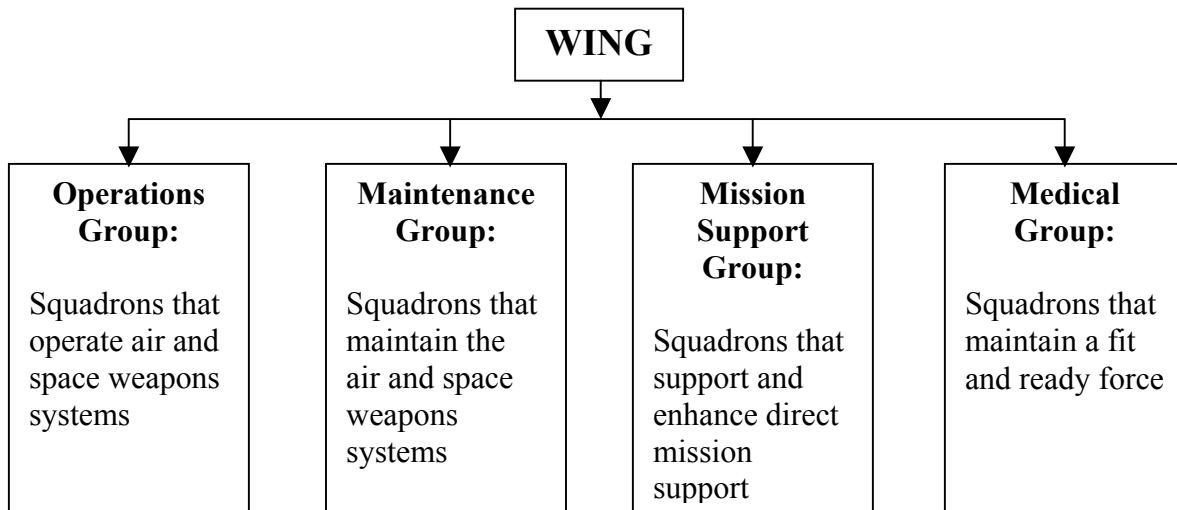 WING
Operations
Group:
Squadrons that
operate air and
space weapons
systems
Maintenance
Group:
Squadrons that
maintain the
air and space
weapons
systems
Mission
Support
Group:
Squadrons that
support and
enhance direct
mission
support
Medical
Group:
Squadrons that
maintain a fit
and ready force